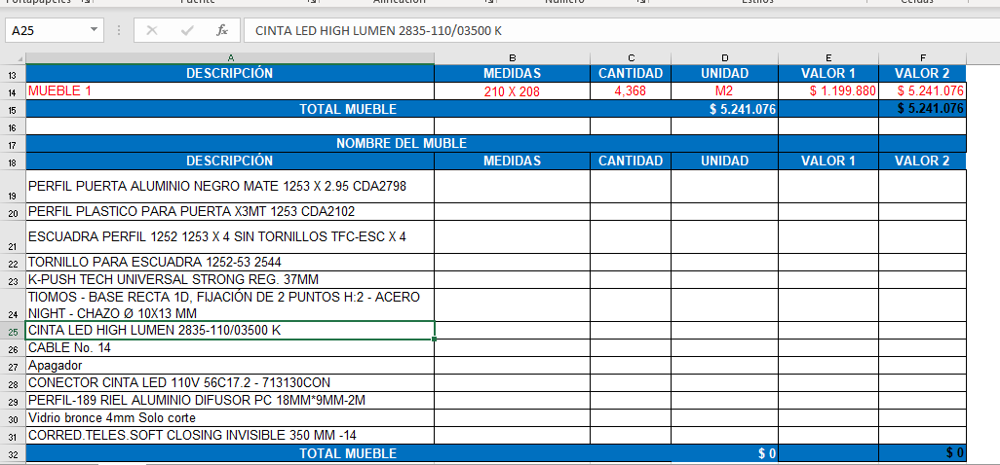 Portapapeles Fuente Alineación Número Estilos Celdas
A25 fx CINTA LED HIGH LUMEN 2835-110/03500 K
A B C D E F
13 DESCRIPCIÓN MEDIDAS CANTIDAD UNIDAD VALOR 1 VALOR 2
14 MUEBLE 1 210 X 208 4,368 M2 $ 1.199.880 $ 5.241.076
15 TOTAL MUEBLE $ 5.241.076 $ 5.241.076
16
17 NOMBRE DEL MUBLE
18 DESCRIPCIÓN MEDIDAS CANTIDAD UNIDAD VALOR 1 VALOR 2
19 PERFIL PUERTA ALUMINIO NEGRO MATE 1253 X 2.95 CDA2798
20 PERFIL PLASTICO PARA PUERTA X3MT 1253 CDA2102
21 ESCUADRA PERFIL 1252 1253 X 4 SIN TORNILLOS TFC-ESC X 4
22 TORNILLO PARA ESCUADRA 1252-53 2544
23 K-PUSH TECH UNIVERSAL STRONG REG. 37MM
TIOMOS - BASE RECTA 1D, FIJACIÓN DE 2 PUNTOS H:2 - ACERO
24 NIGHT - CHAZO Ø 10X13 MM
25 CINTA LED HIGH LUMEN 2835-110/03500 K
26 CABLE No. 14
27 Apagador
28 CONECTOR CINTA LED 110V 56C17.2 - 713130CON
29 PERFIL-189 RIEL ALUMINIO DIFUSOR PC 18MM*9MM-2M
30 Vidrio bronce 4mm Solo corte
31 CORRED.TELES.SOFT CLOSING INVISIBLE 350 MM -14
32 TOTAL MUEBLE $ 0 $ 0